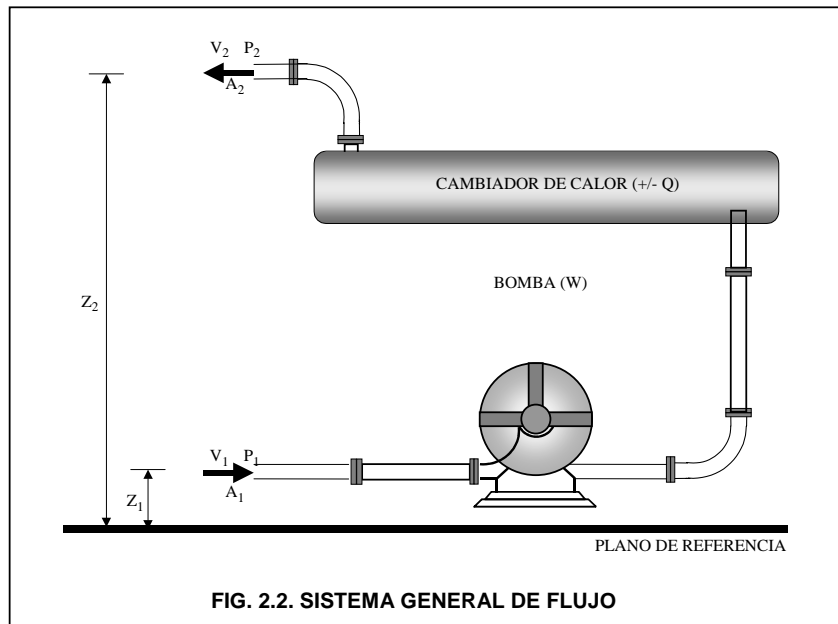 V₂ P₂
A₂
CAMBIADOR DE CALOR (+/- Q)
BOMBA (W)
Z₂
V₁ P₁
A₁
Z₁
PLANO DE REFERENCIA
FIG. 2.2. SISTEMA GENERAL DE FLUJO